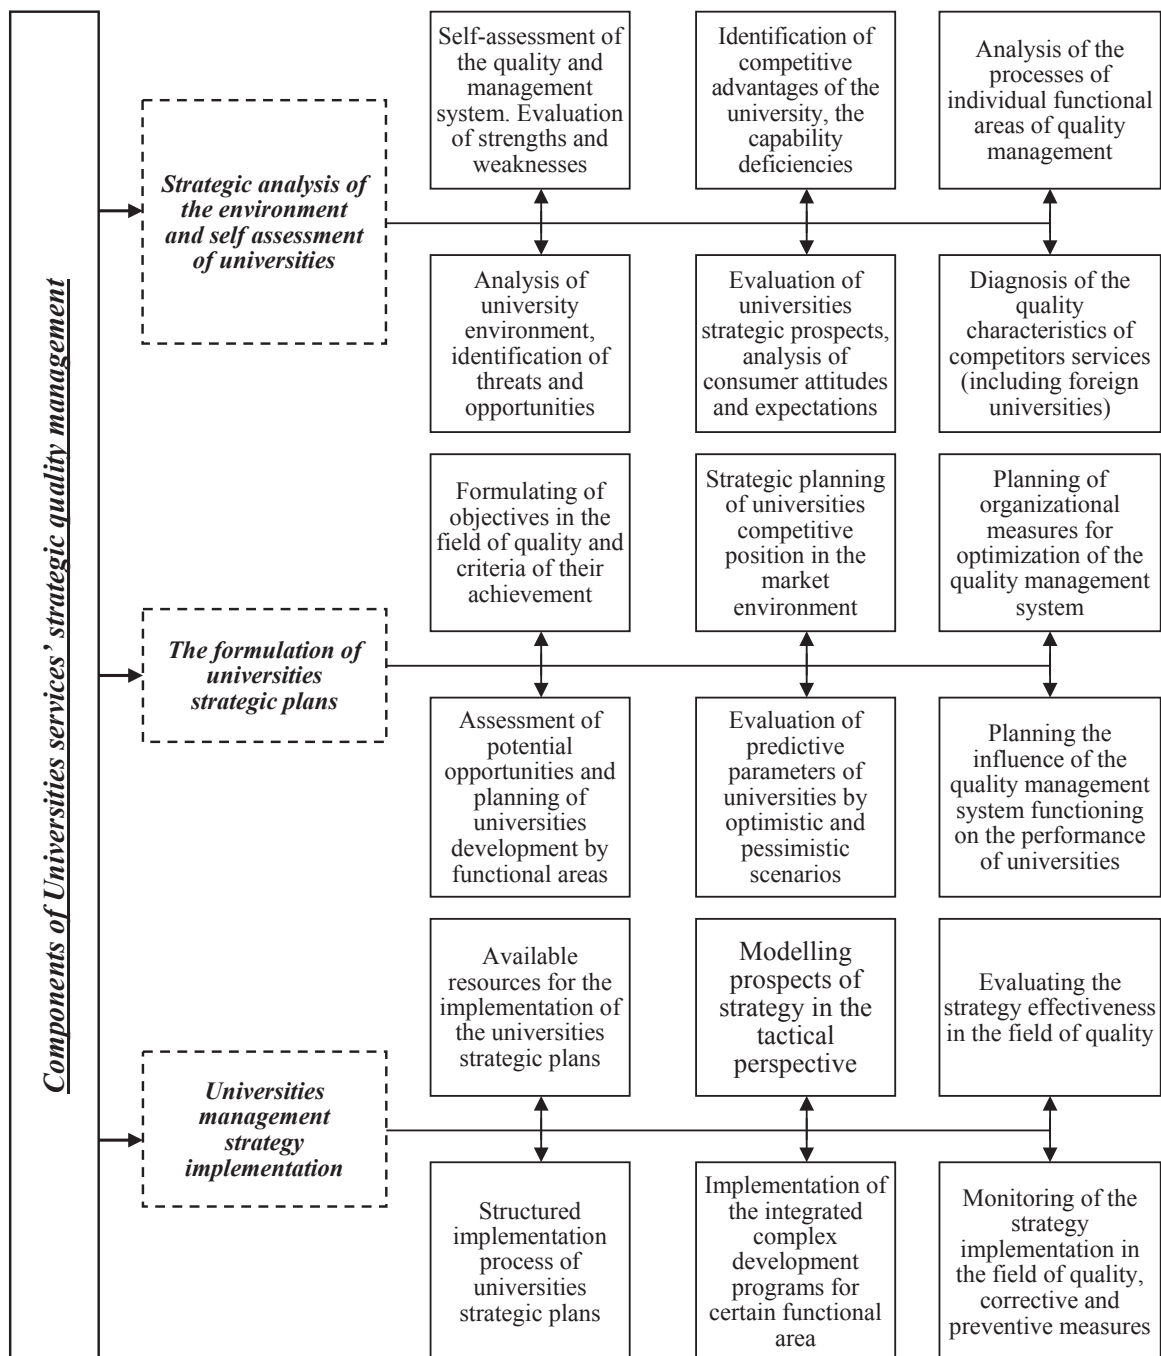 Components of Universities services' strategic quality management
Strategic analysis of
the environment
and self assessment
of universities
Self-assessment of
the quality and
management
system. Evaluation
of strengths and
weaknesses
Identification of
competitive
advantages of the
university, the
capability
deficiencies
Analysis of the
processes of
individual functional
areas of quality
management
Analysis of
university
environment,
identification of
threats and
opportunities
Evaluation of
universities
strategic prospects,
analysis of
consumer attitudes
and expectations
Diagnosis of the
quality
characteristics of
competitors services
(including foreign
universities)
The formulation of
universities
strategic plans
Formulating of
objectives in the
field of quality and
criteria of their
achievement
Strategic planning
of universities
competitive
position in the
market
environment
Planning of
organizational
measures for
optimization of the
quality management
system
Assessment of
potential
opportunities and
planning of
universities
development by
functional areas
Evaluation of
predictive
parameters of
universities by
optimistic and
pessimistic
scenarios
Planning the
influence of the
quality management
system functioning
on the performance
of universities
Universities
management
strategy
implementation
Available
resources for the
implementation of
the universities
strategic plans
Modelling
prospects of
strategy in the
tactical
perspective
Evaluating the
strategy effectiveness
in the field of quality
Structured
implementation
process of
universities
strategic plans
Implementation of
the integrated
complex
development
programs for
certain functional
area
Monitoring of the
strategy
implementation in
the field of quality,
corrective and
preventive measures